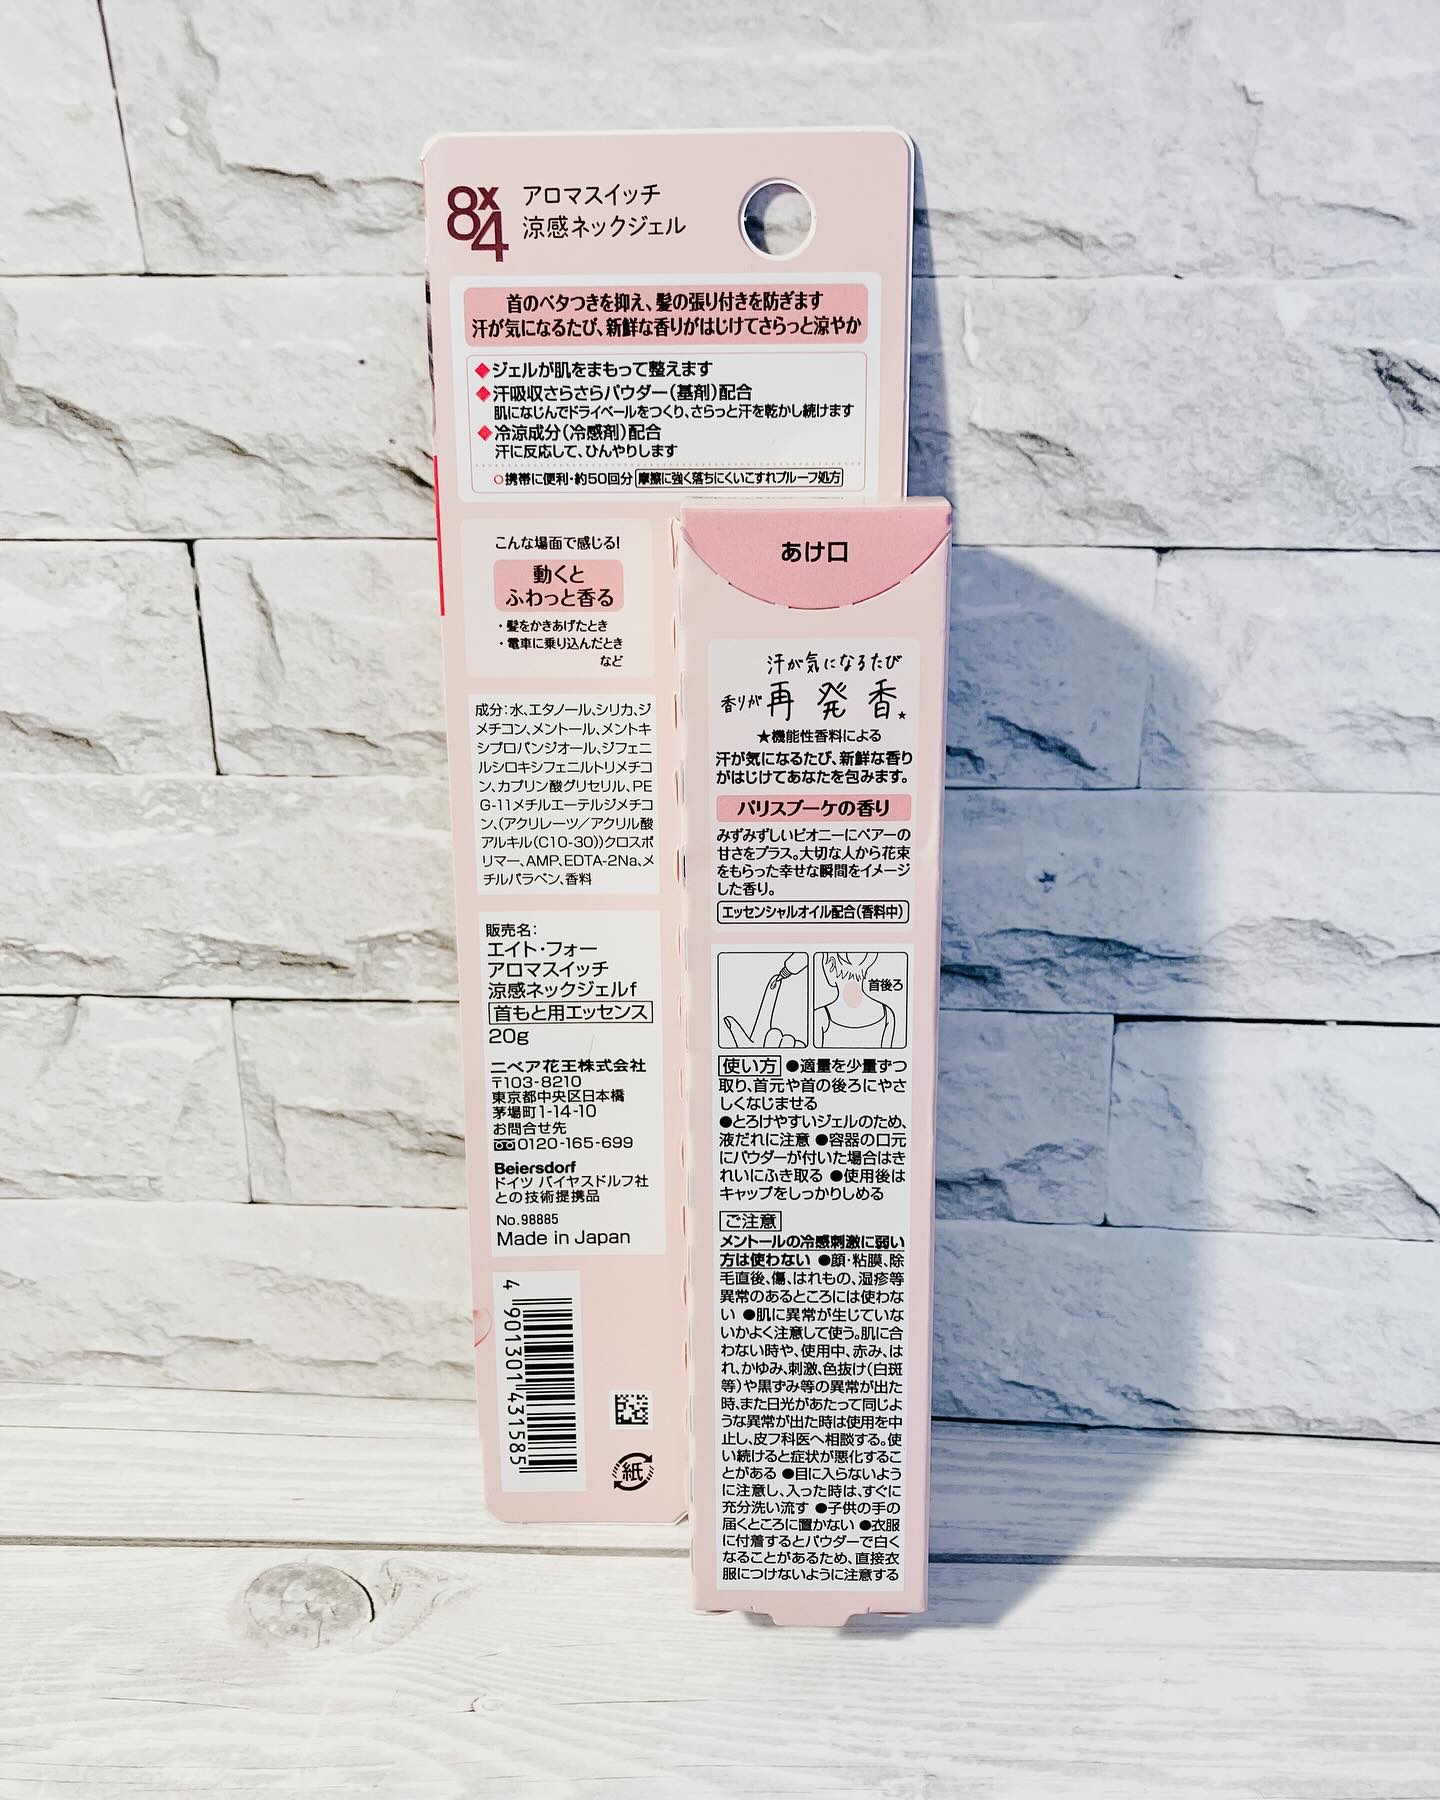 8x4
アロマスイッチ
涼感ネックジェル
首のベタつきを抑え、髪の張り付きを防ぎます
汗が気になるたび、新鮮な香りがはじけてさらっと涼やか
◆ジェルが肌をまもって整えます
◆汗吸収さらさらパウダー(基剤)配合
肌になじんでドライベールをつくり、さらっと汗を乾かし続けます
◆冷涼成分(冷感剤)配合
汗に反応して、ひんやりします
○携帯に便利・約50回分 摩擦に強く落ちにくいこすれプルーフ処方
こんな場面で感じる!
動くと
ふわっと香る
・髪をかきあげたとき
・電車に乗り込んだとき
など
成分:水、エタノール、シリカ、ジ
メチコン、メントール、メントキ
シプロパンジオール、ジフェニ
ルシロキシフェニルトリメチコ
ン、カプリン酸グリセリル、PE
G-11メチルエーテルジメチコ
ン、(アクリレーツ/アクリル酸
アルキル(C10-30))クロスポ
リマー、AMP、EDTA-2Na、メ
チルパラベン、香料
販売名:
エイト・フォー
アロマスイッチ
涼感ネックジェルf
首もと用エッセンス
20g
ニベア花王株式会社
〒103-8210
東京都中央区日本橋
茅場町1-14-10
お問合せ先
0120-165-699
Beiersdorf
ドイツ バイヤスドルフ社
との技術提携品
No.98885
Made in Japan
4 901301 431585
紙
あけ口
汗が気になるたび
香りが再発香★
★機能性香料による
汗が気になるたび、新鮮な香り
がはじけてあなたを包みます。
パリスブーケの香り
みずみずしいピオニーにペアーの
甘さをプラス。大切な人から花束
をもらった幸せな瞬間をイメージ
した香り。
エッセンシャルオイル配合(香料中)
首後ろ
使い方 ●適量を少量ずつ
取り、首元や首の後ろにやさ
しくなじませる
●とろけやすいジェルのため、
液だれに注意 ●容器の口元
にパウダーが付いた場合はき
れいにふき取る ●使用後は
キャップをしっかりしめる
ご注意
メントールの冷感刺激に弱い
方は使わない ●顔・粘膜、除
毛直後、傷、はれもの、湿疹等
異常のあるところには使わな
い ●肌に異常が生じていな
いかよく注意して使う。肌に合
わない時や、使用中、赤み、は
れ、かゆみ、刺激、色抜け(白斑
等)や黒ずみ等の異常が出た
時、また日光があたって同じよ
うな異常が出た時は使用を中
止し、皮フ科医へ相談する。使
い続けると症状が悪化するこ
とがある ●目に入らないよう
に注意し、入った時は、すぐに
充分洗い流す ●子供の手の
届くところに置かない ●衣服
に付着するとパウダーで白く
なることがあるため、直接衣
服につけないように注意する